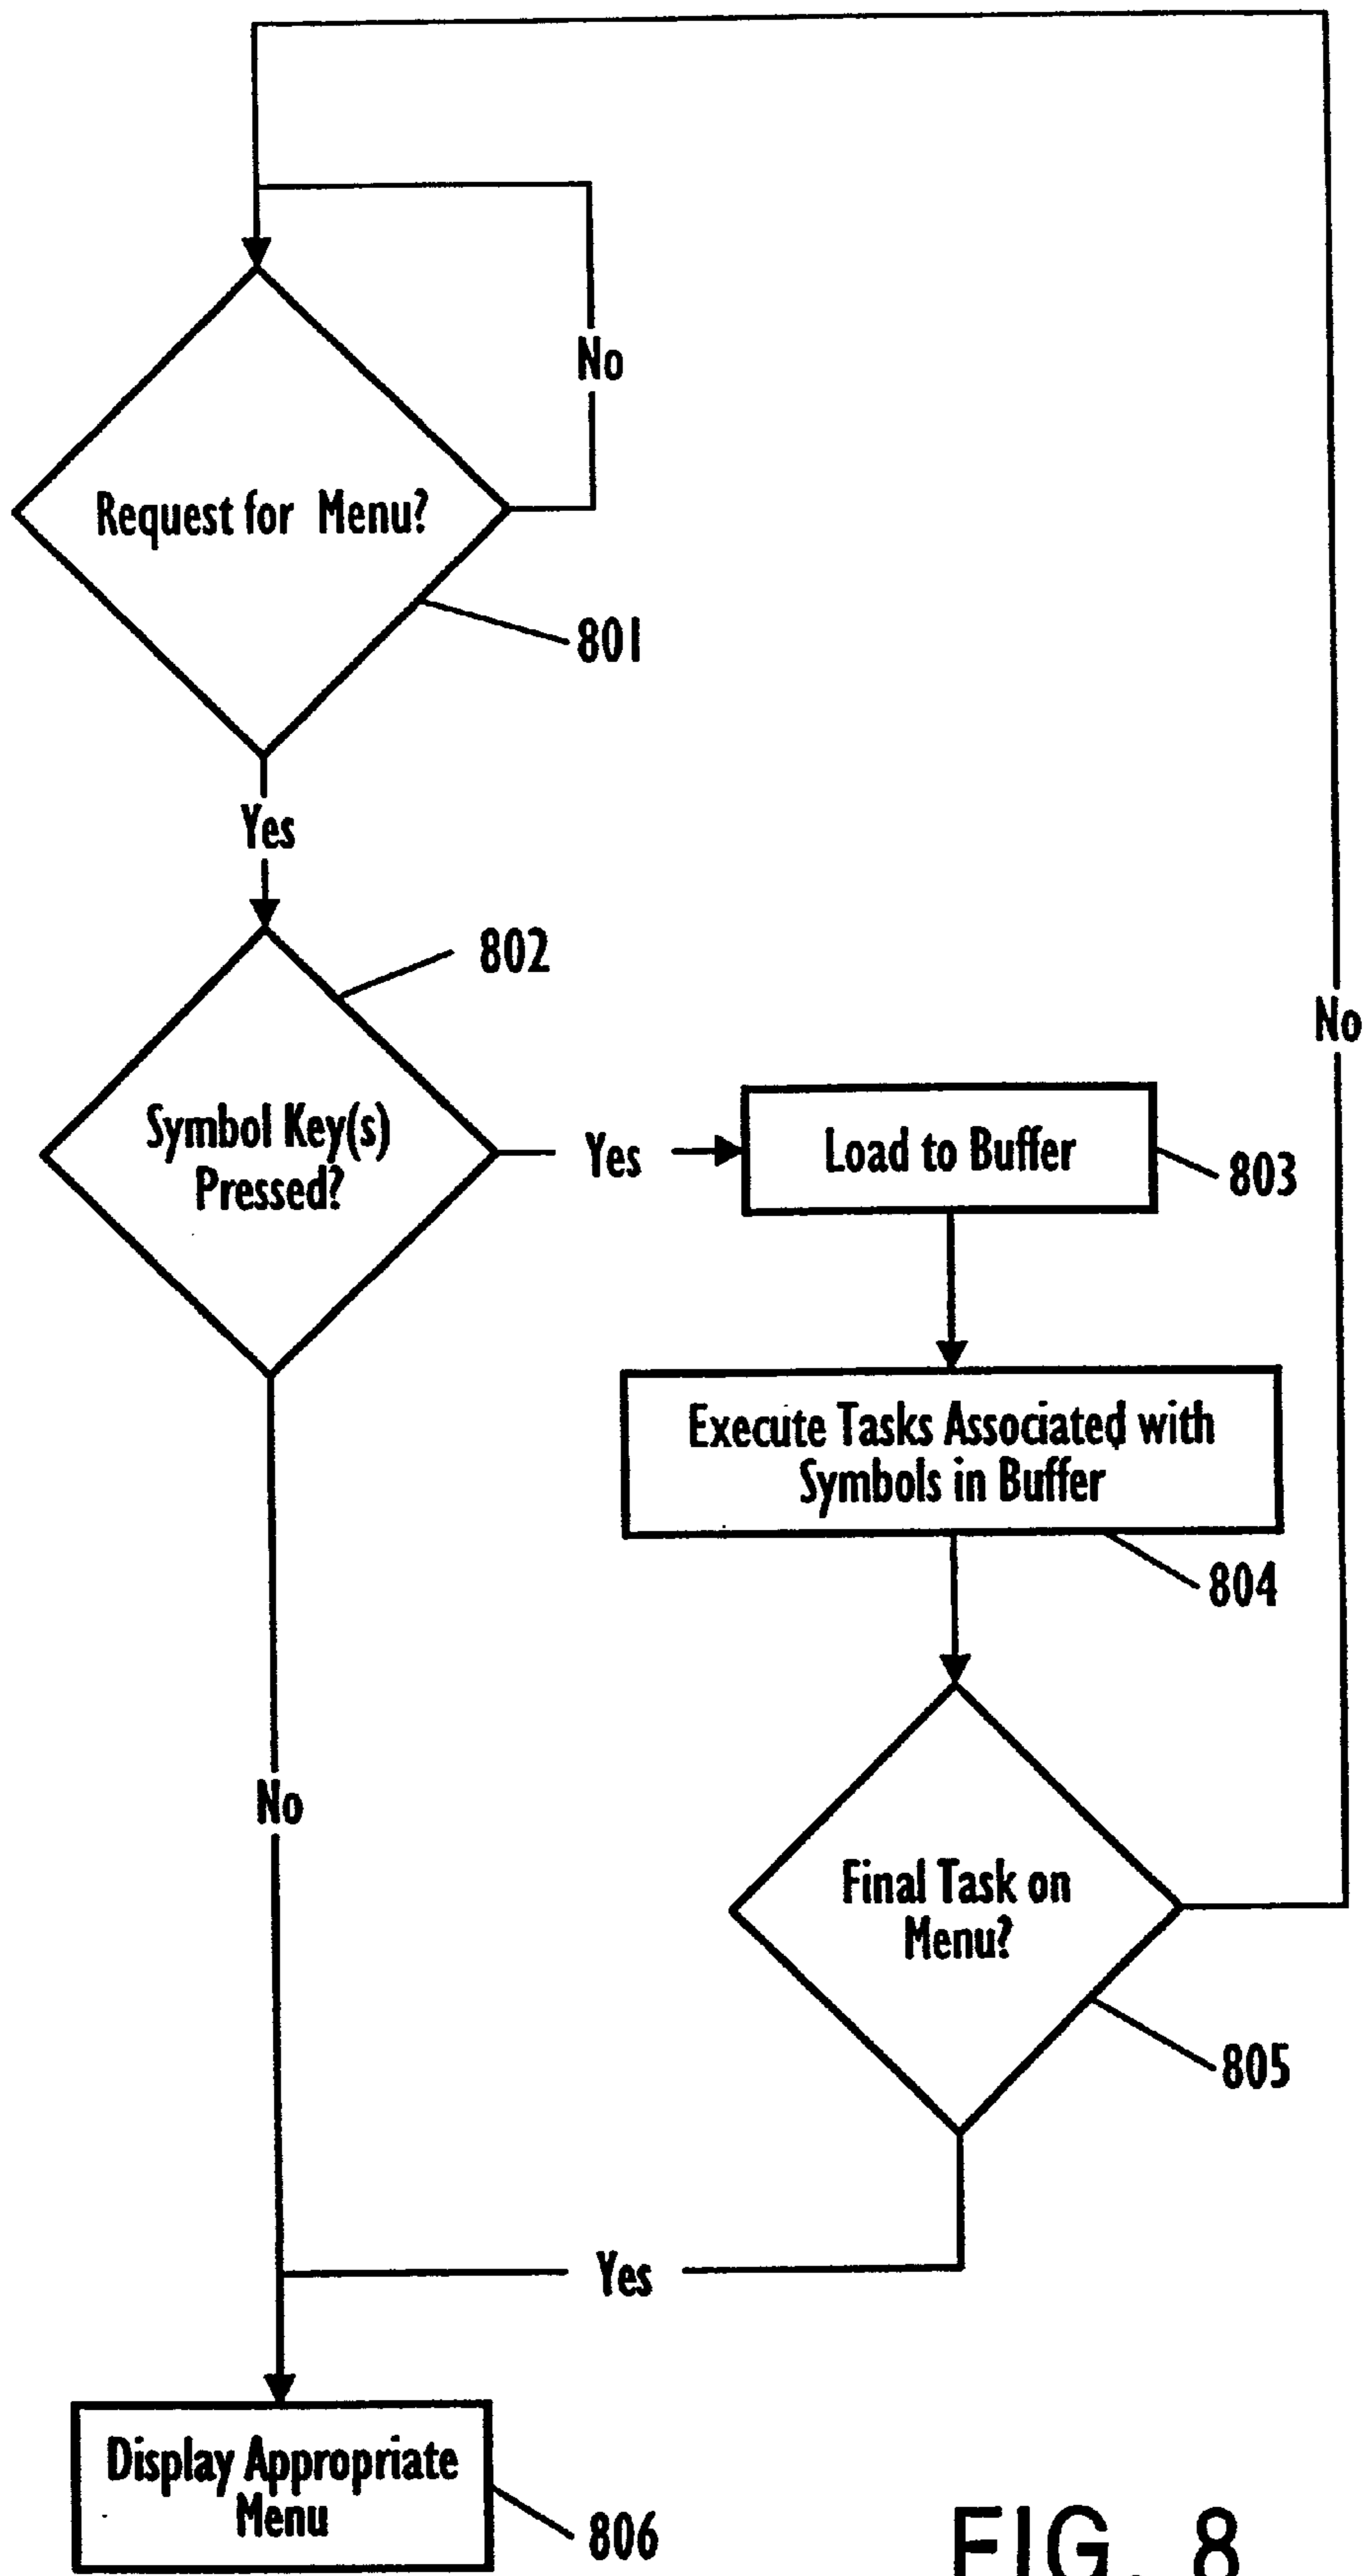 No
Request for Menu?
801
Yes
802
Symbol Key(s)
Pressed?
Yes
Load to Buffer
803
No
Execute Tasks Associated with
Symbols in Buffer
804
No
Final Task on
Menu?
805
Yes
Display Appropriate
Menu
806
FIG. 8